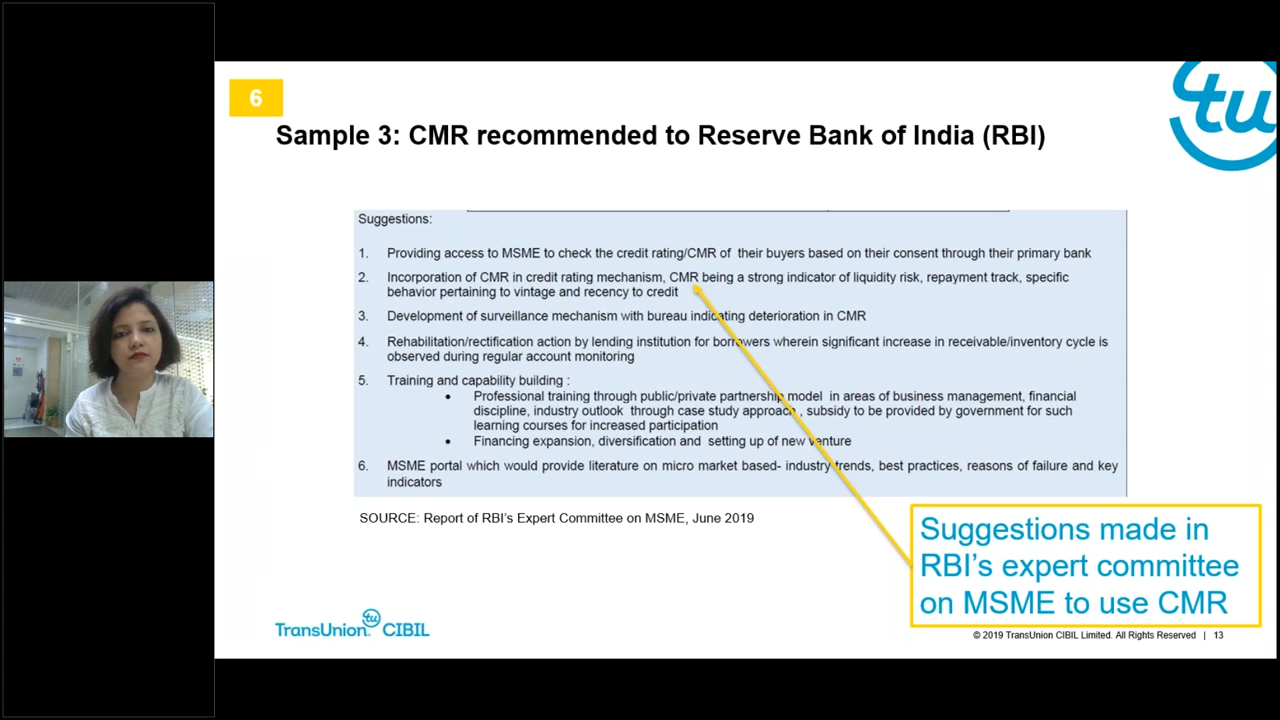 6
tu
Sample 3: CMR recommended to Reserve Bank of India (RBI)
Suggestions:
1. Providing access to MSME to check the credit rating/CMR of their buyers based on their consent through their primary bank
2. Incorporation of CMR in credit rating mechanism, CMR being a strong indicator of liquidity risk, repayment track, specific
behavior pertaining to vintage and recency to credit
3. Development of surveillance mechanism with bureau indicating deterioration in CMR
4. Rehabilitation/rectification action by lending institution for borrowers wherein significant increase in receivable/inventory cycle is
observed during regular account monitoring
5. Training and capability building :
• Professional training through public/private partnership model in areas of business management, financial
discipline, industry outlook through case study approach , subsidy to be provided by government for such
learning courses for increased participation
• Financing expansion, diversification and setting up of new venture
6. MSME portal which would provide literature on micro market based- industry trends, best practices, reasons of failure and key
indicators
SOURCE: Report of RBI's Expert Committee on MSME, June 2019
Suggestions made in
RBI's expert committee
on MSME to use CMR
tu
TransUnion CIBIL
© 2019 TransUnion CIBIL Limited. All Rights Reserved | 13